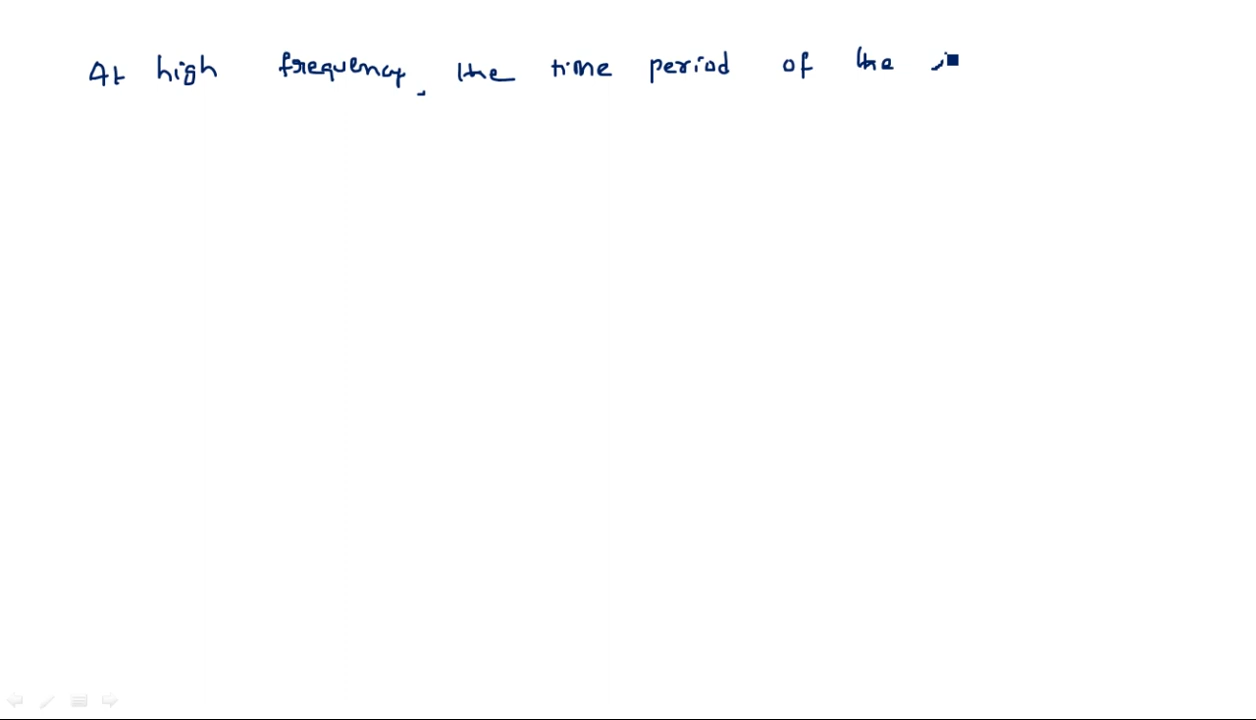 At high frequency, the time period of the